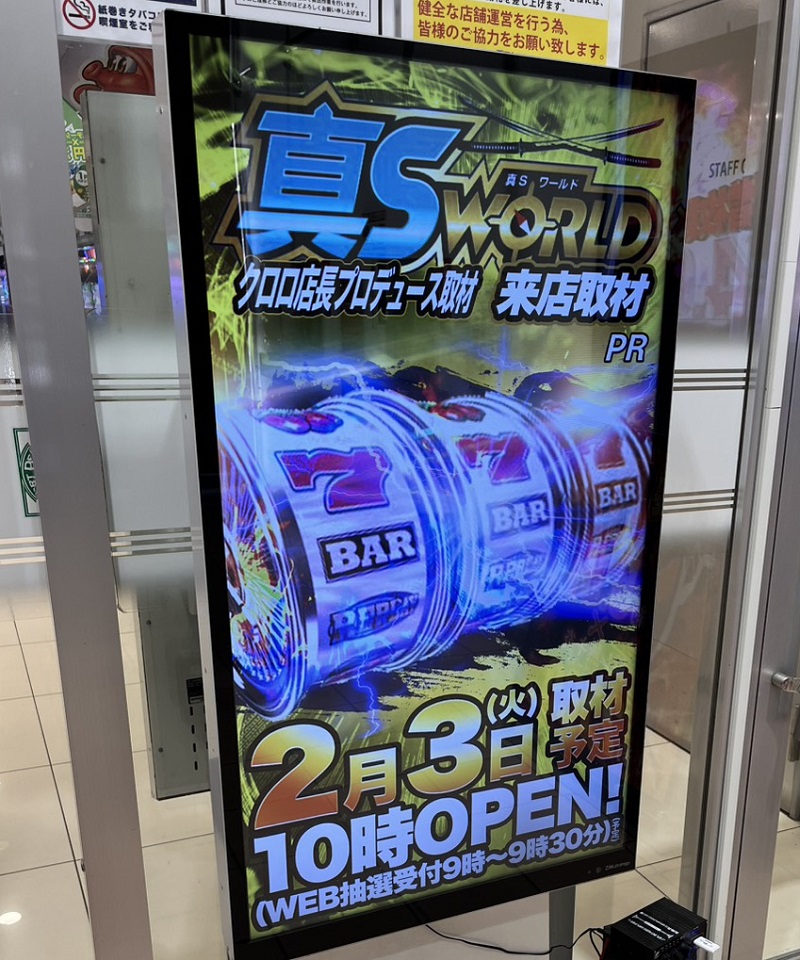 紙巻きタバコ
喫煙室をご
健全な店舗運営を行う為、
皆様のご協力をお願い致します。
STAFF
真S WORLD
真S ワールド
クロロ店長プロデュース取材 来店取材
PR
7
BAR
REPLAY
7
BAR
REPLAY
7
BAR
2月3日(火)取材予定
10時OPEN!
(WEB抽選受付9時〜9時30分)